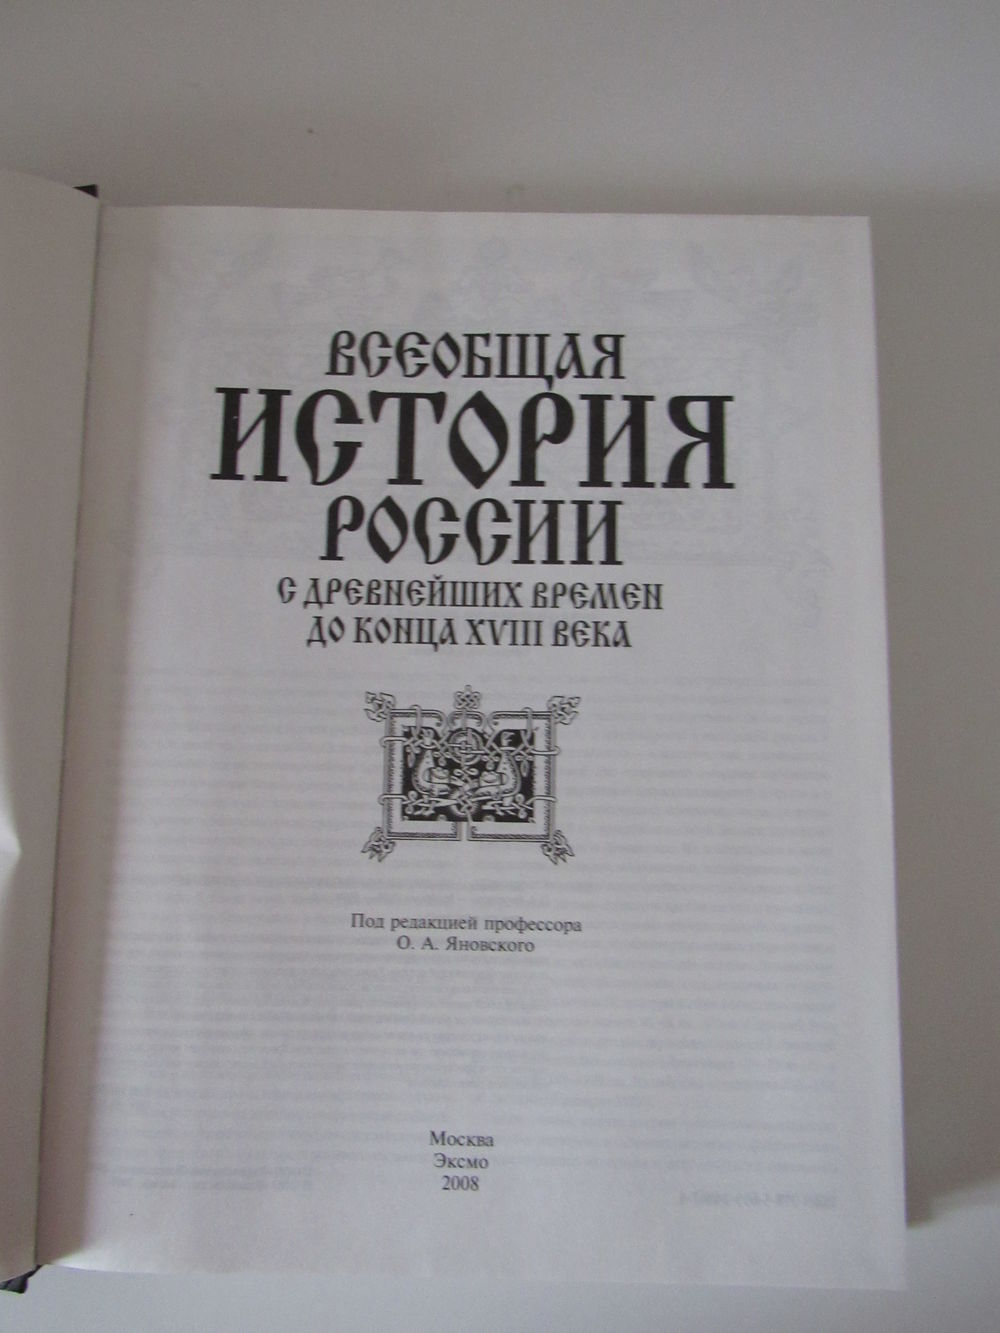 ВСЕОБЩАЯ
ИСТОРИЯ
РОССИИ
С ДРЕВНЕЙШИХ ВРЕМЕН
ДО КОНЦА XVIII ВЕКА
Под редакцией профессора
О. А. Яновского
Москва
Эксмо
2008